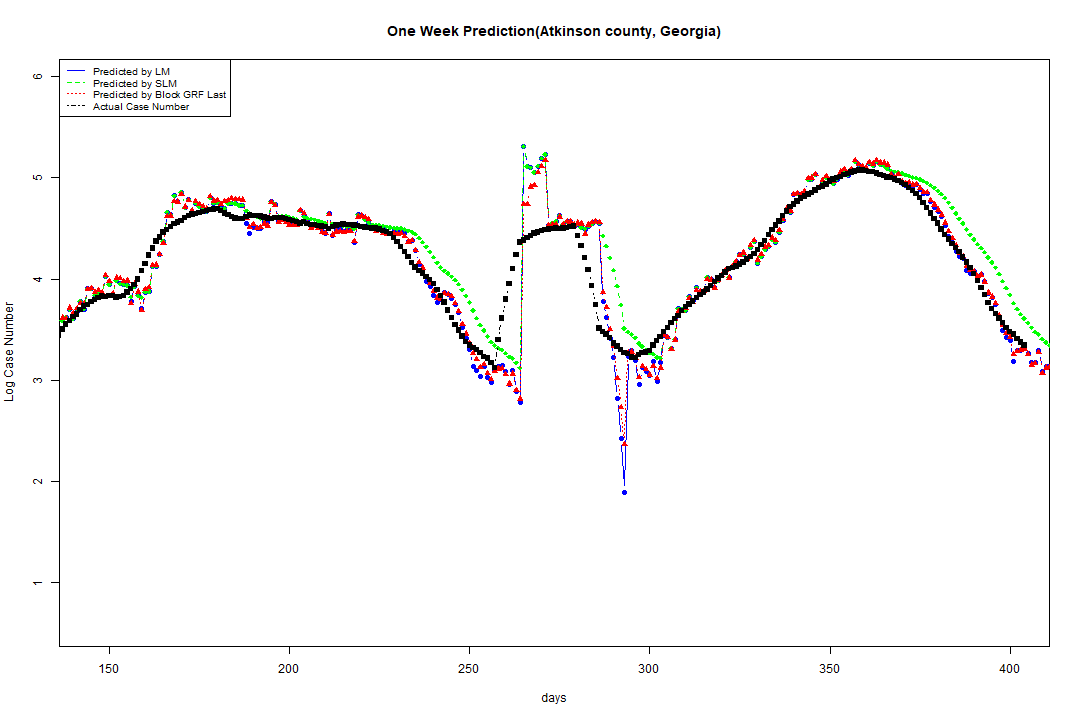 One Week Prediction(Atkinson county, Georgia)
Predicted by LM
Predicted by SLM
Predicted by Block GRF Last
Actual Case Number
6
5
4
3
2
1
Log Case Number
150 200 250 300 350 400
days